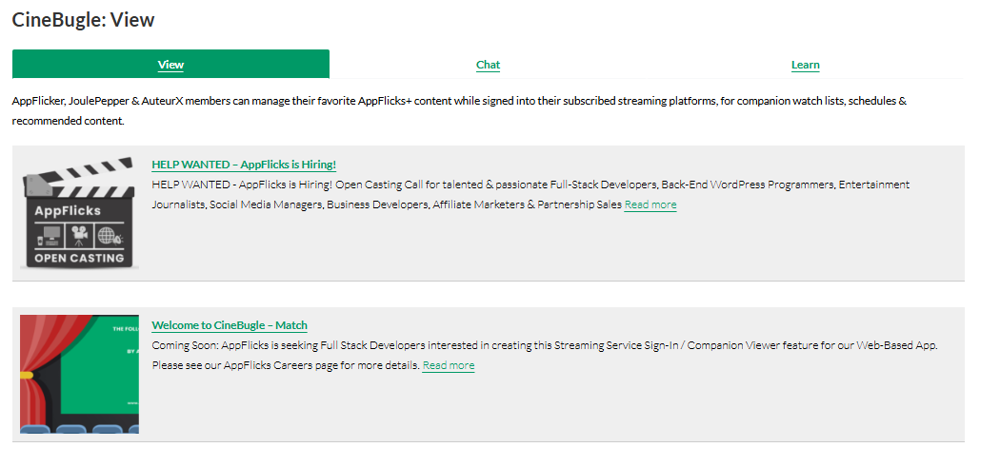 CineBugle: View
View
Chat
Learn
AppFlicker, JoulePepper & AuteurX members can manage their favorite AppFlicks+ content while signed into their subscribed streaming platforms, for companion watch lists, schedules &
recommended content.
AppFlicks
OPEN CASTING
HELP WANTED – AppFlicks is Hiring!
HELP WANTED - AppFlicks is Hiring! Open Casting Call for talented & passionate Full-Stack Developers, Back-End WordPress Programmers, Entertainment
Journalists, Social Media Managers, Business Developers, Affiliate Marketers & Partnership Sales Read more
THE FOLL
BY A
Welcome to CineBugle – Match
Coming Soon: AppFlicks is seeking Full Stack Developers interested in creating this Streaming Service Sign-In / Companion Viewer feature for our Web-Based App.
Please see our AppFlicks Careers page for more details. Read more